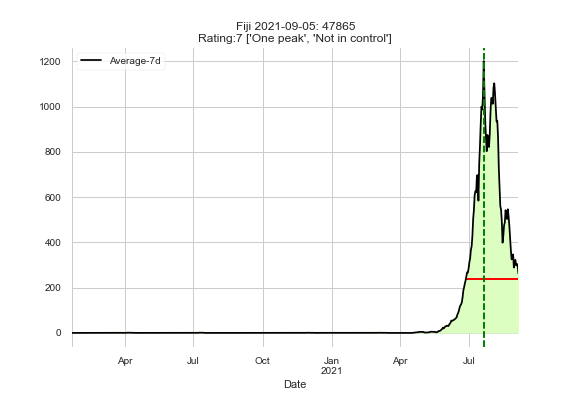 Fiji 2021-09-05: 47865
Rating:7 ['One peak', 'Not in control']
Average-7d
1200
1000
800
600
400
200
0
Apr Jul Oct Jan Apr Jul
2021
Date